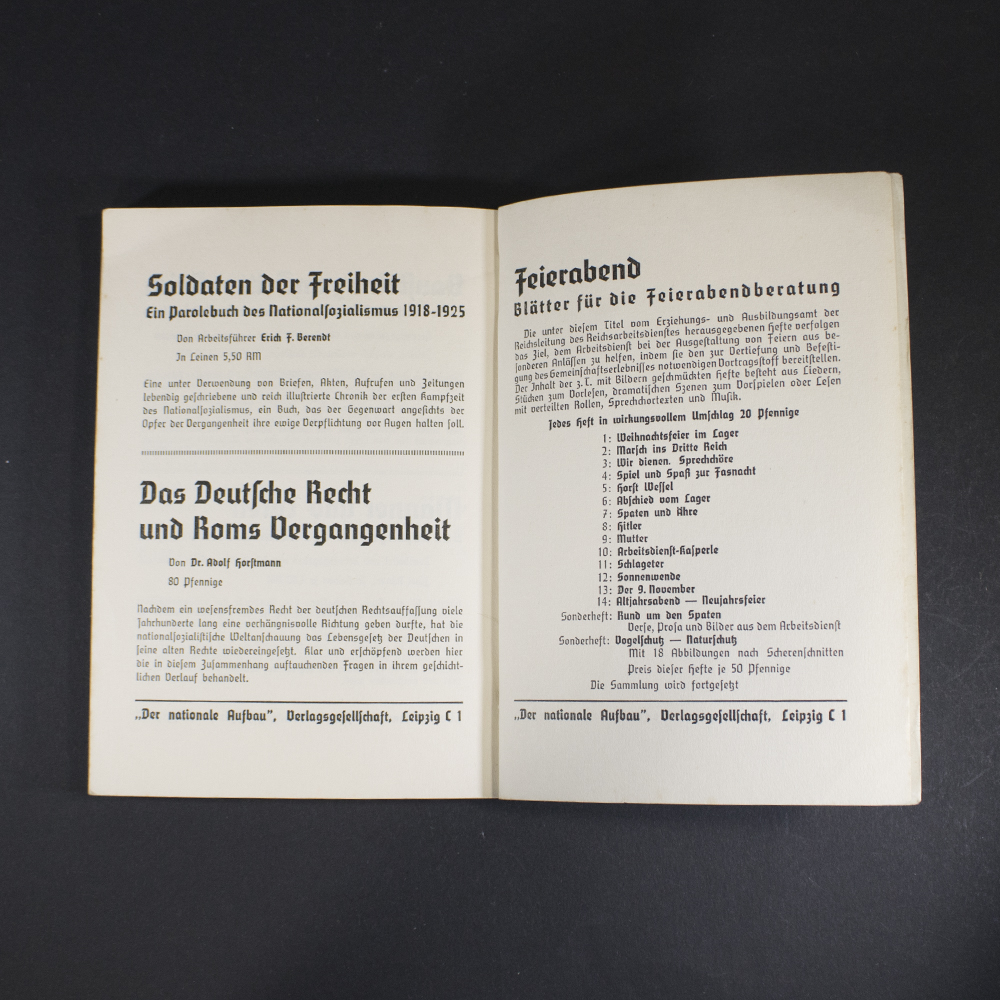 Soldaten der Freiheit
Ein Parolebuch des Nationalsozialismus 1918-1925
Von Arbeitsführer Erich F. Berendt
In Leinen 5,50 RM
Eine unter Verwendung von Briefen, Akten, Aufrufen und Zeitungen
lebendig geschriebene und reich illustrierte Chronik der ersten Kampfzeit
des Nationalsozialismus, ein Buch, das der Gegenwart angesichts der
Opfer der Vergangenheit ihre ewige Verpflichtung vor Augen halten soll.
Das Deutsche Recht
und Roms Vergangenheit
Von Dr. Adolf Horstmann
80 Pfennige
Nachdem ein wesensfremdes Recht der deutschen Rechtsauffassung viele
Jahrhunderte lang eine verhängnisvolle Richtung geben durfte, hat die
nationalsozialistische Weltanschauung das Lebensgesetz der Deutschen in
seine alten Rechte wiedereingesetzt. Klar und erschöpfend werden hier
die in diesem Zusammenhang auftauchenden Fragen in ihrem geschicht-
lichen Verlauf behandelt.
„Der nationale Aufbau", Verlagsgesellschaft, Leipzig C 1
Feierabend
Blätter für die Feierabendberatung
Die unter diesem Titel vom Erziehungs- und Ausbildungsamt der
Reichsleitung des Reichsarbeitsdienstes herausgegebenen Hefte verfolgen
das Ziel, dem Arbeitsdienst bei der Ausgestaltung von Feiern aus be-
sonderen Anlässen zu helfen, indem sie den zur Vertiefung und Befesti-
gung des Gemeinschaftserlebnisses notwendigen Vortragsstoff bereitstellen.
Der Inhalt der z. T. mit Bildern geschmückten Hefte besteht aus Liedern,
Stücken zum Vorlesen, dramatischen Szenen zum Vorspielen oder Lesen
mit verteilten Rollen, Sprechchortexten und Musik.
Jedes Heft in wirkungsvollem Umschlag 20 Pfennige
1: Weihnachtsfeier im Lager
2: Marsch ins Dritte Reich
3: Wir dienen. Sprechchöre
4: Spiel und Spaß zur Fasnacht
5: Horst Wessel
6: Abschied vom Lager
7: Spaten und Ähre
8: Hitler
9: Mutter
10: Arbeitsdienst-Kasperle
11: Schlageter
12: Sonnenwende
13: Der 9. November
14: Altjahrsabend — Neujahrsfeier
Sonderheft: Rund um den Spaten
Verse, Prosa und Bilder aus dem Arbeitsdienst
Sonderheft: Vogelschutz — Naturschutz
Mit 18 Abbildungen nach Scherenschnitten
Preis dieser Hefte je 50 Pfennige
Die Sammlung wird fortgesetzt
„Der nationale Aufbau", Verlagsgesellschaft, Leipzig C 1